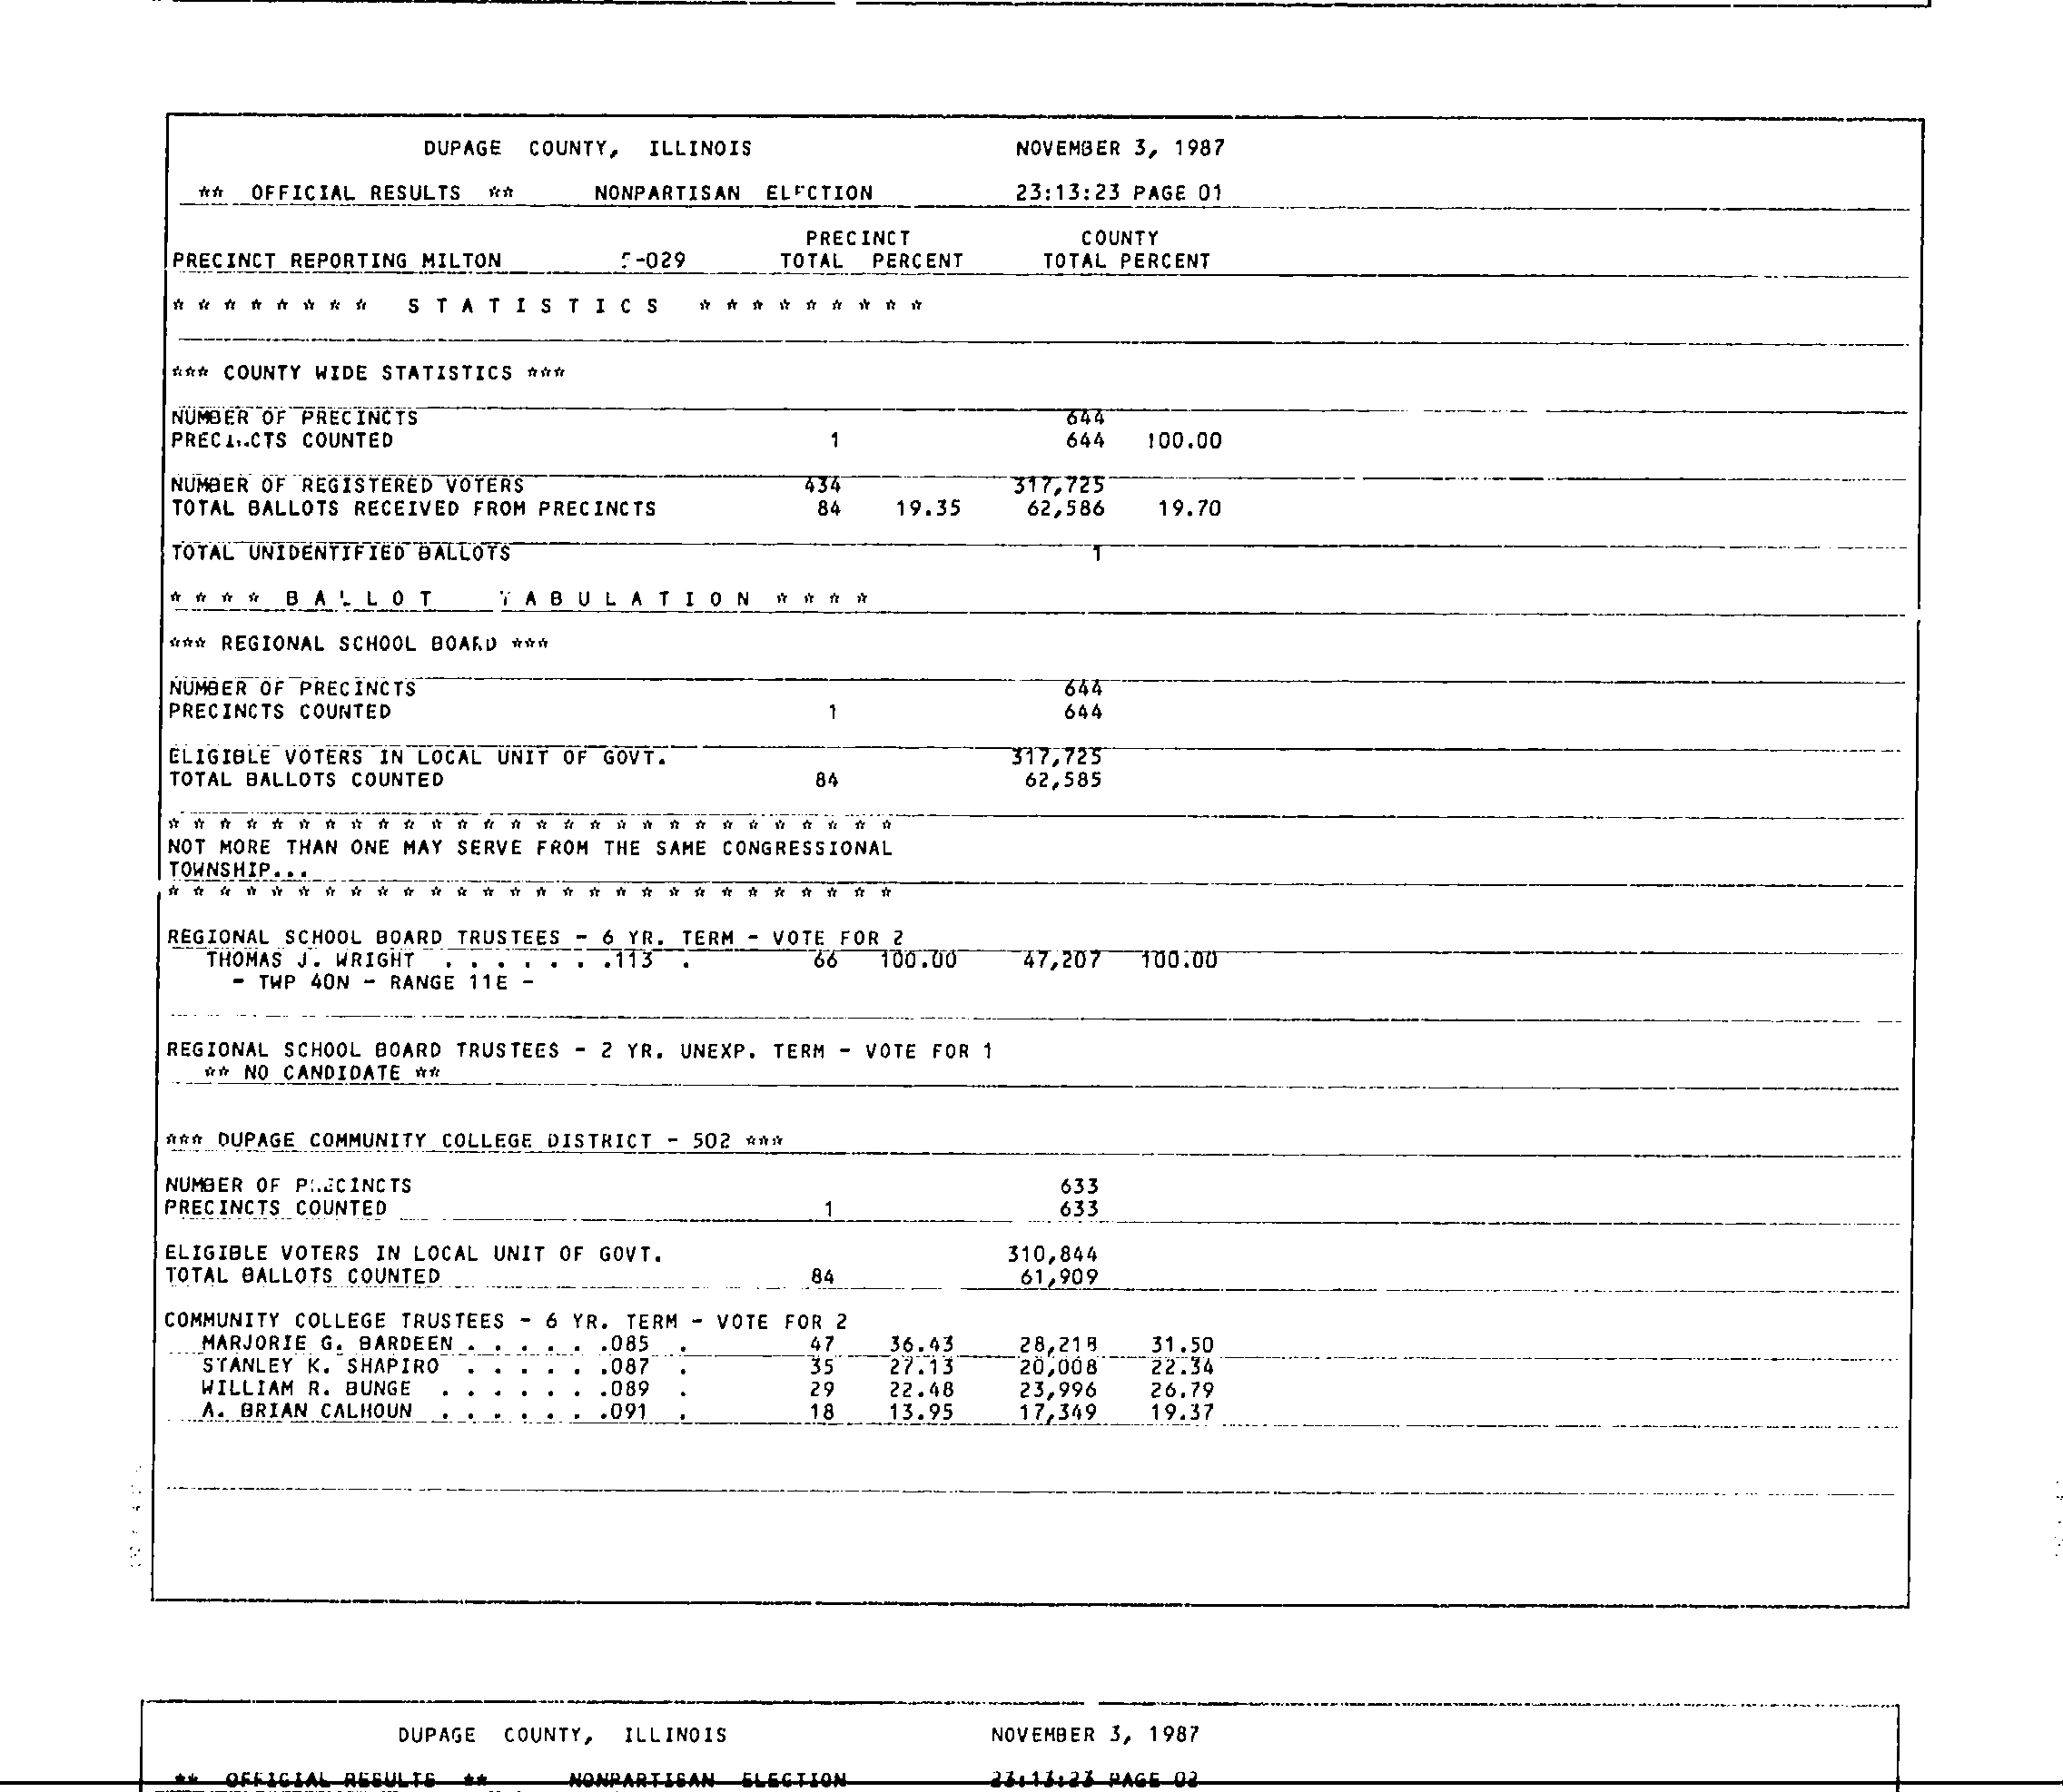 DUPAGE COUNTY, ILLINOIS NOVEMBER 3, 1987
** OFFICIAL RESULTS ** NONPARTISAN ELECTION 23:13:23 PAGE 01
PRECINCT COUNTY
PRECINCT REPORTING MILTON -029 TOTAL PERCENT TOTAL PERCENT
* * * * * * * * S T A T I S T I C S * * * * * * * * *
*** COUNTY WIDE STATISTICS ***
NUMBER OF PRECINCTS 644
PRECINCTS COUNTED 1 644 100.00
NUMBER OF REGISTERED VOTERS 434 317,725
TOTAL BALLOTS RECEIVED FROM PRECINCTS 84 19.35 62,586 19.70
TOTAL UNIDENTIFIED BALLOTS 1
* * * * B A L L O T T A B U L A T I O N * * * *
*** REGIONAL SCHOOL BOARD ***
NUMBER OF PRECINCTS 644
PRECINCTS COUNTED 1 644
ELIGIBLE VOTERS IN LOCAL UNIT OF GOVT. 317,725
TOTAL BALLOTS COUNTED 84 62,585
* * * * * * * * * * * * * * * * * * * * * * * * * * * *
NOT MORE THAN ONE MAY SERVE FROM THE SAME CONGRESSIONAL
TOWNSHIP...
* * * * * * * * * * * * * * * * * * * * * * * * * * * *
REGIONAL SCHOOL BOARD TRUSTEES - 6 YR. TERM - VOTE FOR 2
THOMAS J. WRIGHT . . . . . . .113 . 66 100.00 47,207 100.00
- TWP 40N - RANGE 11E -
REGIONAL SCHOOL BOARD TRUSTEES - 2 YR. UNEXP. TERM - VOTE FOR 1
** NO CANDIDATE **
*** DUPAGE COMMUNITY COLLEGE DISTRICT - 502 ***
NUMBER OF PRECINCTS 633
PRECINCTS COUNTED 1 633
ELIGIBLE VOTERS IN LOCAL UNIT OF GOVT. 310,844
TOTAL BALLOTS COUNTED 84 61,909
COMMUNITY COLLEGE TRUSTEES - 6 YR. TERM - VOTE FOR 2
MARJORIE G. BARDEEN . . . . . .085 . 47 36.43 28,218 31.50
STANLEY K. SHAPIRO . . . . . .087 . 35 27.13 20,008 22.34
WILLIAM R. BUNGE . . . . . . .089 . 29 22.48 23,996 26.79
A. BRIAN CALHOUN . . . . . . .091 . 18 13.95 17,349 19.37
DUPAGE COUNTY, ILLINOIS NOVEMBER 3, 1987
** OFFICIAL RESULTS ** NONPARTISAN ELECTION 23:13:23 PAGE 02